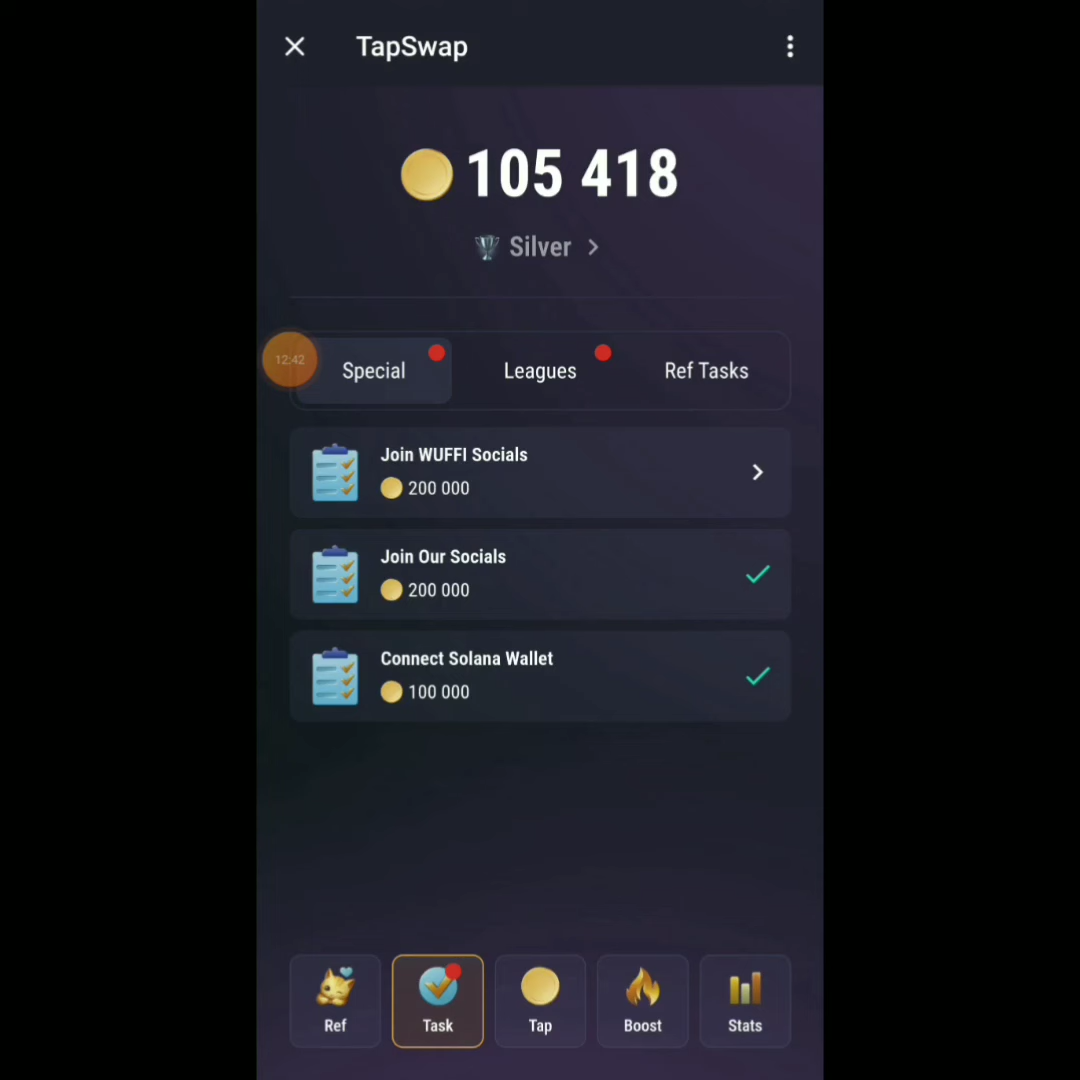 TapSwap
105 418
Silver
12:42
Special
Leagues
Ref Tasks
Join WUFFI Socials
200 000
Join Our Socials
200 000
Connect Solana Wallet
100 000
Ref
Task
Tap
Boost
Stats